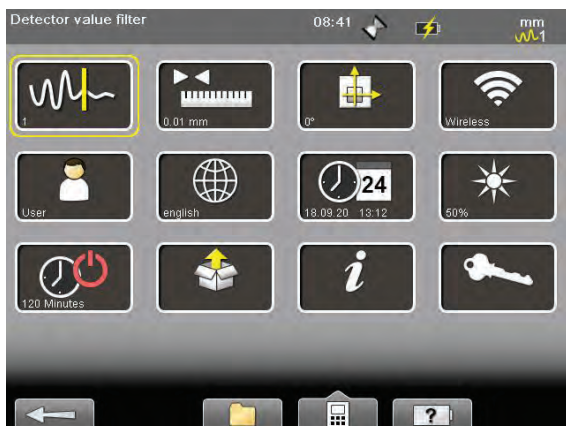 Detector value filter 08:41 mm
1
1 0.01 mm 0° Wireless
24
User english 18.09.20 13:12 50%
120 Minutes i
?